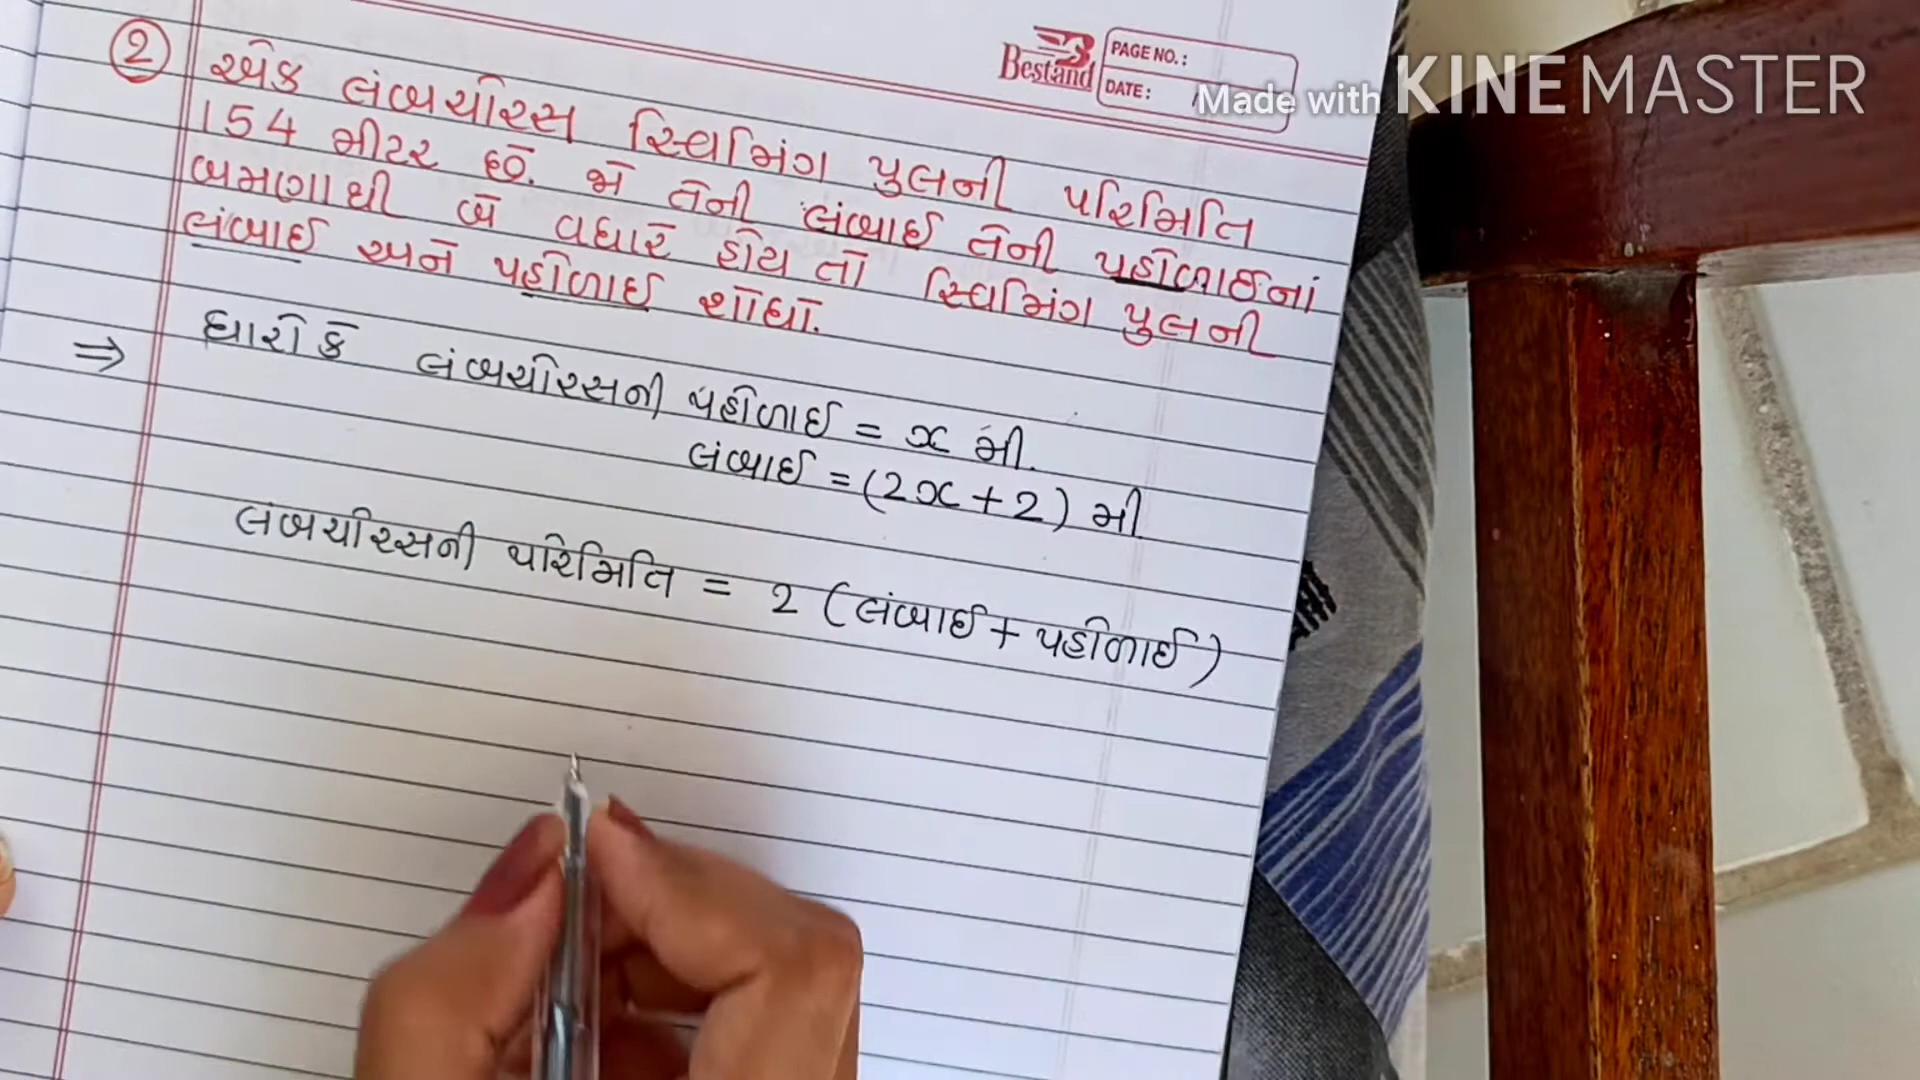 Bestand
PAGE NO. :
DATE :
Made with KINEMASTER
② એક લંબચોરસ સ્વિમિંગ પુલની પરિમિતિ
154 મીટર છે. જો તેની લંબાઈ તેની પહોળાઈનાં
બમણાથી બે વધારે હોય તો સ્વિમિંગ પુલની
લંબાઈ અને પહોળાઈ શોધો.
⇒ ધારો કે લંબચોરસની પહોળાઈ = x મી.
લંબાઈ = (2x + 2) મી
લંબચોરસની પરિમિતિ = 2 (લંબાઈ + પહોળાઈ)